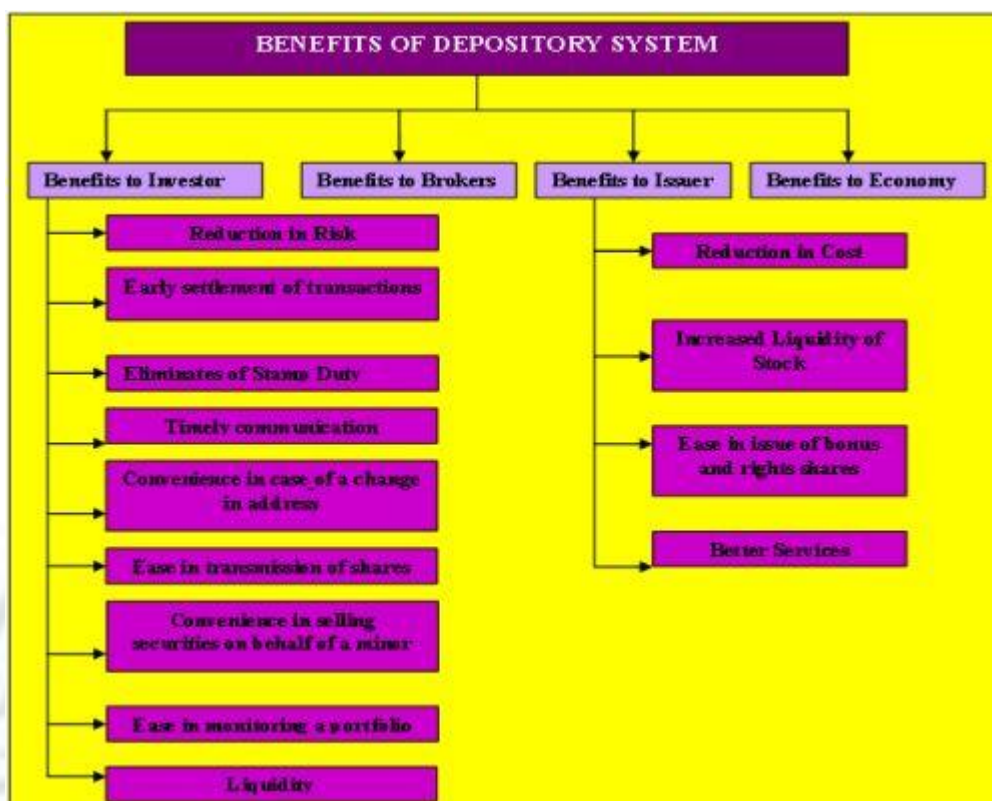 BENEFITS OF DEPOSITORY SYSTEM
Benefits to Investor
Benefits to Brokers
Benefits to Issuer
Benefits to Economy
Reduction in Risk
Early settlement of transactions
Eliminates of Stamp Duty
Timely communication
Convenience in case of a change
in address
Ease in transmission of shares
Convenience in selling
securities on behalf of a minor
Ease in monitoring a portfolio
Liquidity
Reduction in Cost
Increased Liquidity of
Stock
Ease in issue of bonus
and rights shares
Better Services